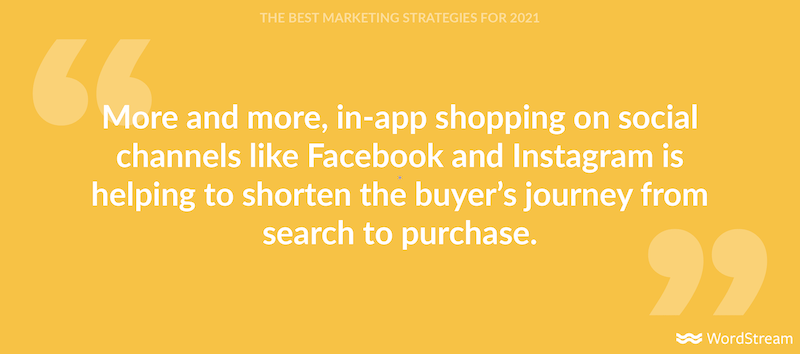 THE BEST MARKETING STRATEGIES FOR 2021
More and more, in-app shopping on social
channels like Facebook and Instagram is
helping to shorten the buyer’s journey from
search to purchase.
WordStream